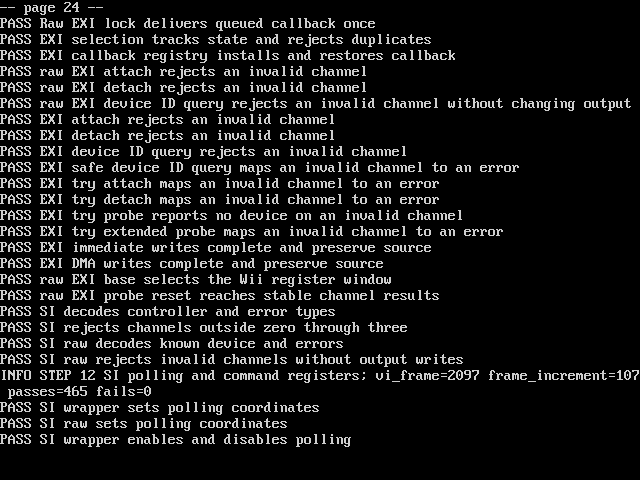 -- page 24 --
PASS Raw EXI lock delivers queued callback once
PASS EXI selection tracks state and rejects duplicates
PASS EXI callback registry installs and restores callback
PASS raw EXI attach rejects an invalid channel
PASS raw EXI detach rejects an invalid channel
PASS raw EXI device ID query rejects an invalid channel without changing output
PASS EXI attach rejects an invalid channel
PASS EXI detach rejects an invalid channel
PASS EXI device ID query rejects an invalid channel
PASS EXI safe device ID query maps an invalid channel to an error
PASS EXI try attach maps an invalid channel to an error
PASS EXI try detach maps an invalid channel to an error
PASS EXI try probe reports no device on an invalid channel
PASS EXI try extended probe maps an invalid channel to an error
PASS EXI immediate writes complete and preserve source
PASS EXI DMA writes complete and preserve source
PASS raw EXI base selects the Wii register window
PASS raw EXI probe reset reaches stable channel results
PASS SI decodes controller and error types
PASS SI rejects channels outside zero through three
PASS SI raw decodes known device and errors
PASS SI raw rejects invalid channels without output writes
INFO STEP 12 SI polling and command registers; vi_frame=2097 frame_increment=107
 passes=465 fails=0
PASS SI wrapper sets polling coordinates
PASS SI raw sets polling coordinates
PASS SI wrapper enables and disables polling